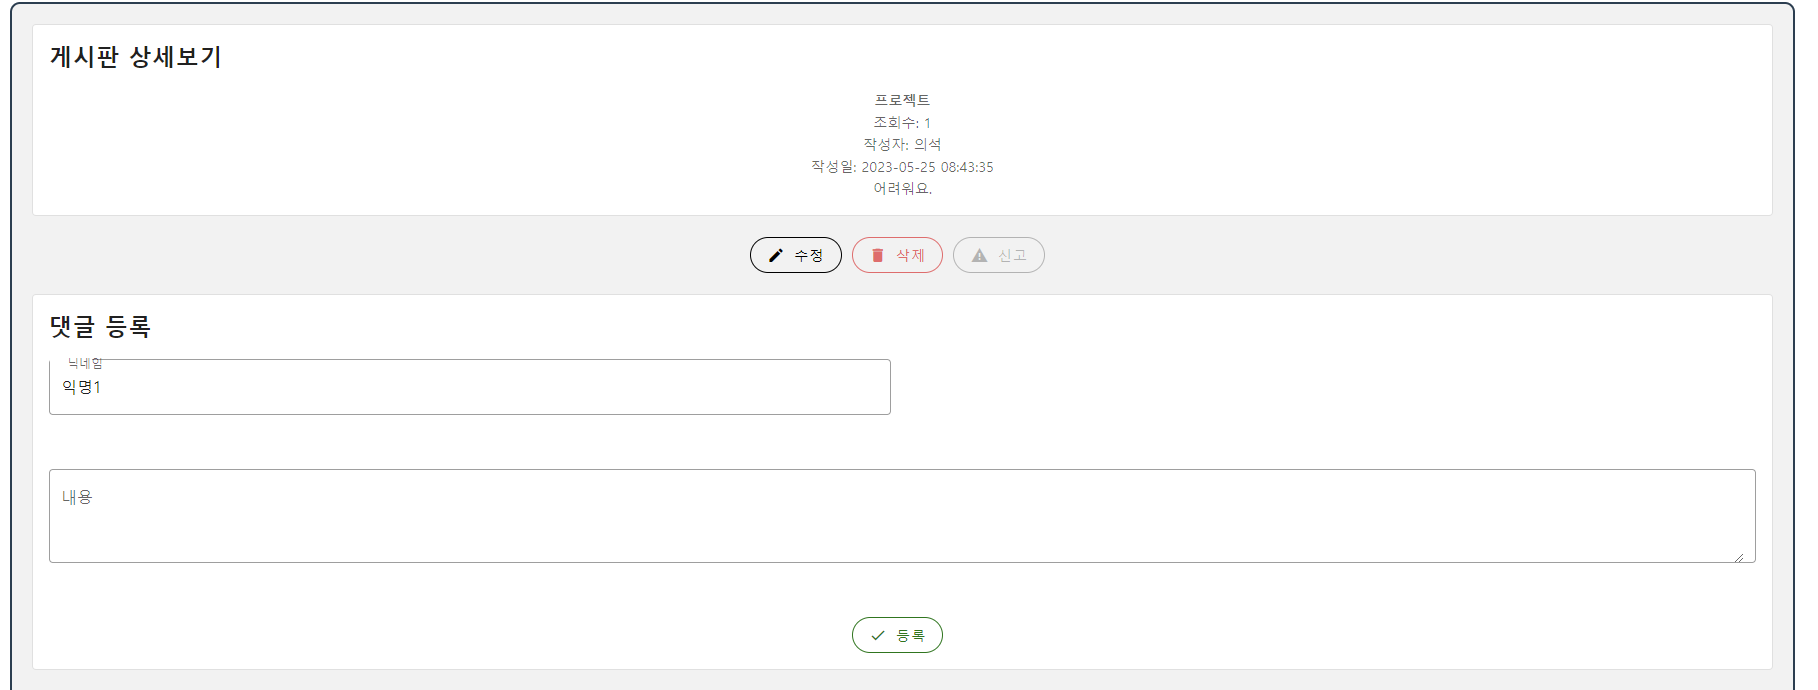 게시판 상세보기
프로젝트
조회수: 1
작성자: 의석
작성일: 2023-05-25 08:43:35
어려워요.
수정 삭제 신고
댓글 등록
닉네임
익명1
내용
등록